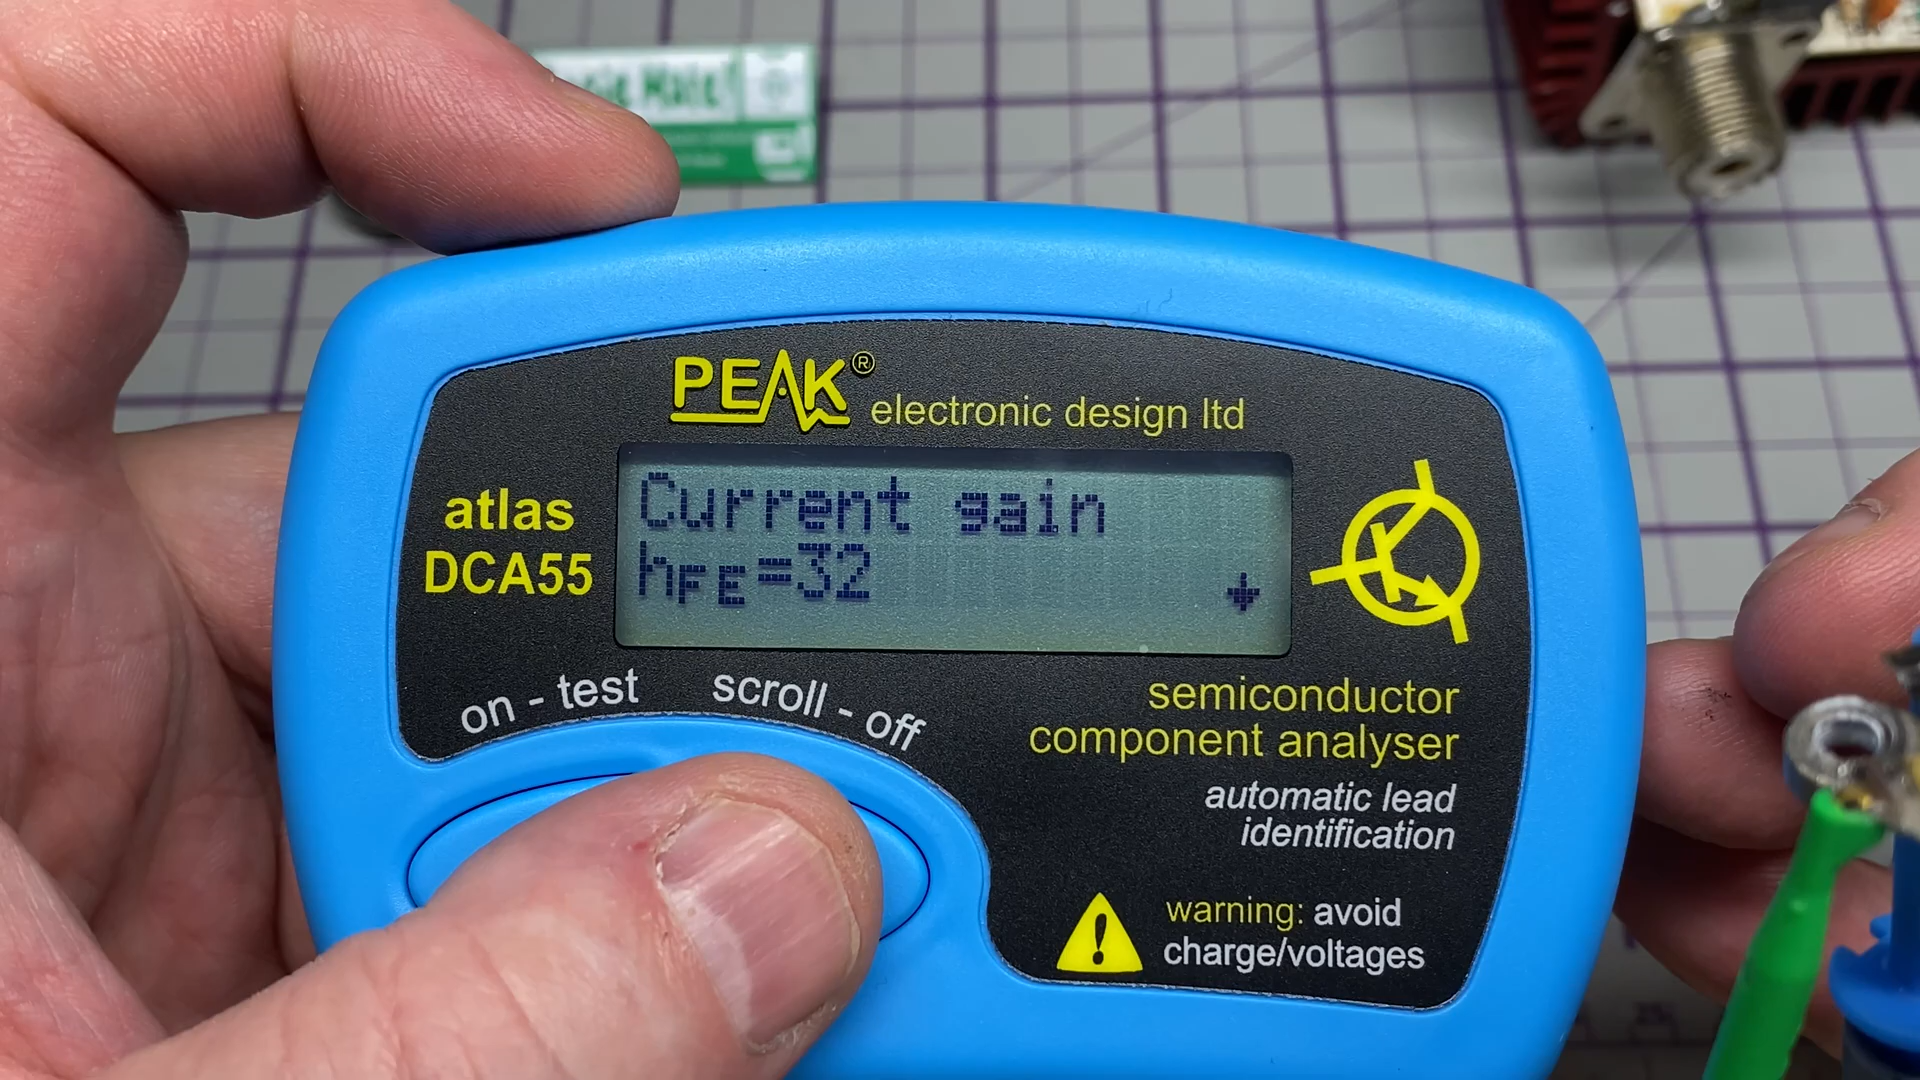 PEAK® electronic design ltd
atlas
DCA55
Current gain
hFE=32
on - test
scroll - off
semiconductor
component analyser
automatic lead
identification
warning: avoid
charge/voltages